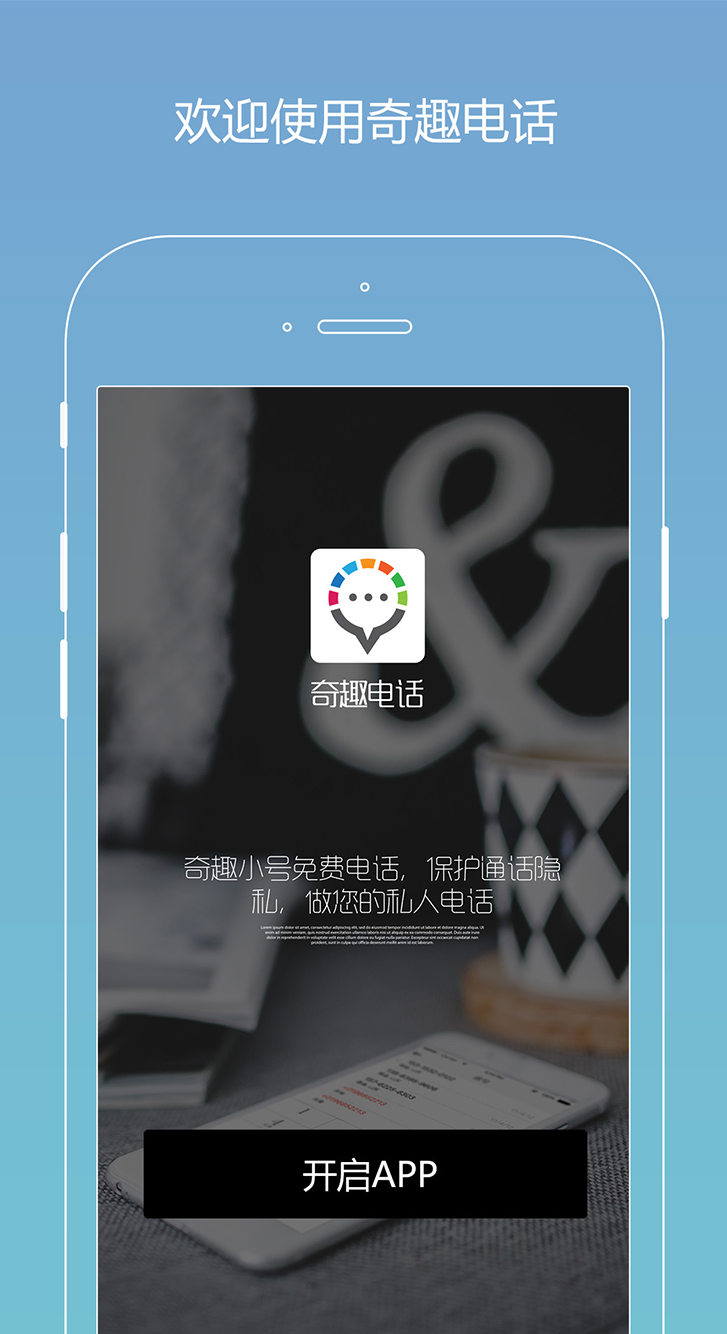 欢迎使用奇趣电话
奇趣电话
奇趣小号免费电话，保护通话隐
私，做您的私人电话
Lorem ipsum dolor sit amet, consectetur adipiscing elit, sed do eiusmod tempor incididunt ut labore et dolore magna aliqua. Ut
enim ad minim veniam, quis nostrud exercitation ullamco laboris nisi ut aliquip ex ea commodo consequat. Duis aute irure
dolor in reprehenderit in voluptate velit esse cillum dolore eu fugiat nulla pariatur. Excepteur sint occaecat cupidatat non
proident, sunt in culpa qui officia deserunt mollit anim id est laborum.
开启APP